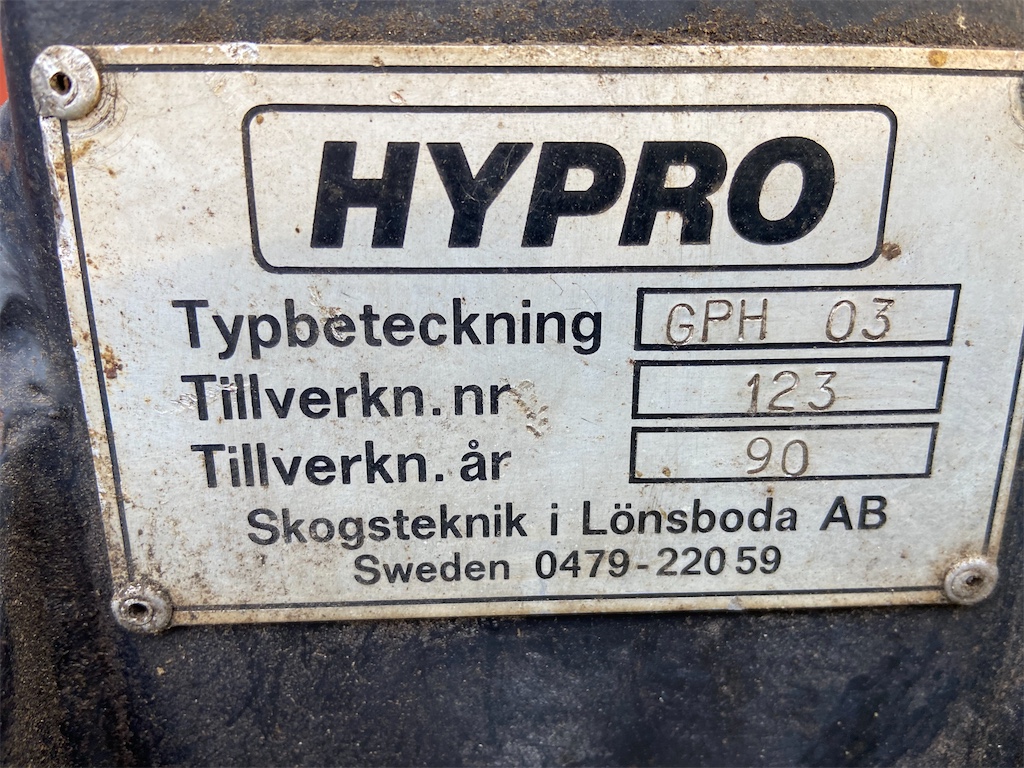 HYPRO
Typbeteckning GPH 03
Tillverkn. nr 123
Tillverkn. år 90
Skogsteknik i Lönsboda AB
Sweden 0479-220 59